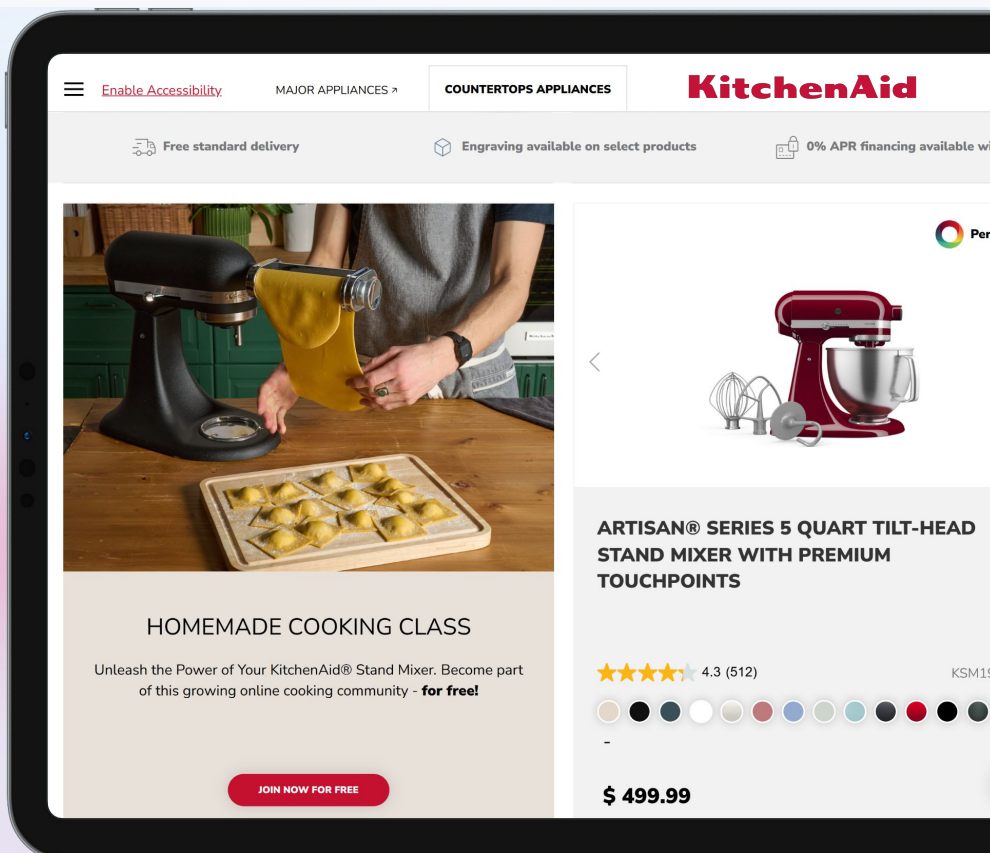 Enable Accessibility
MAJOR APPLIANCES
COUNTERTOPS APPLIANCES
KitchenAid
Free standard delivery
Engraving available on select products
0% APR financing available
HOMEMADE COOKING CLASS
Unleash the Power of Your KitchenAid® Stand Mixer. Become part
of this growing online cooking community - for free!
JOIN NOW FOR FREE
ARTISAN® SERIES 5 QUART TILT-HEAD
STAND MIXER WITH PREMIUM
TOUCHPOINTS
4.3 (512)
KSM19
-
$ 499.99